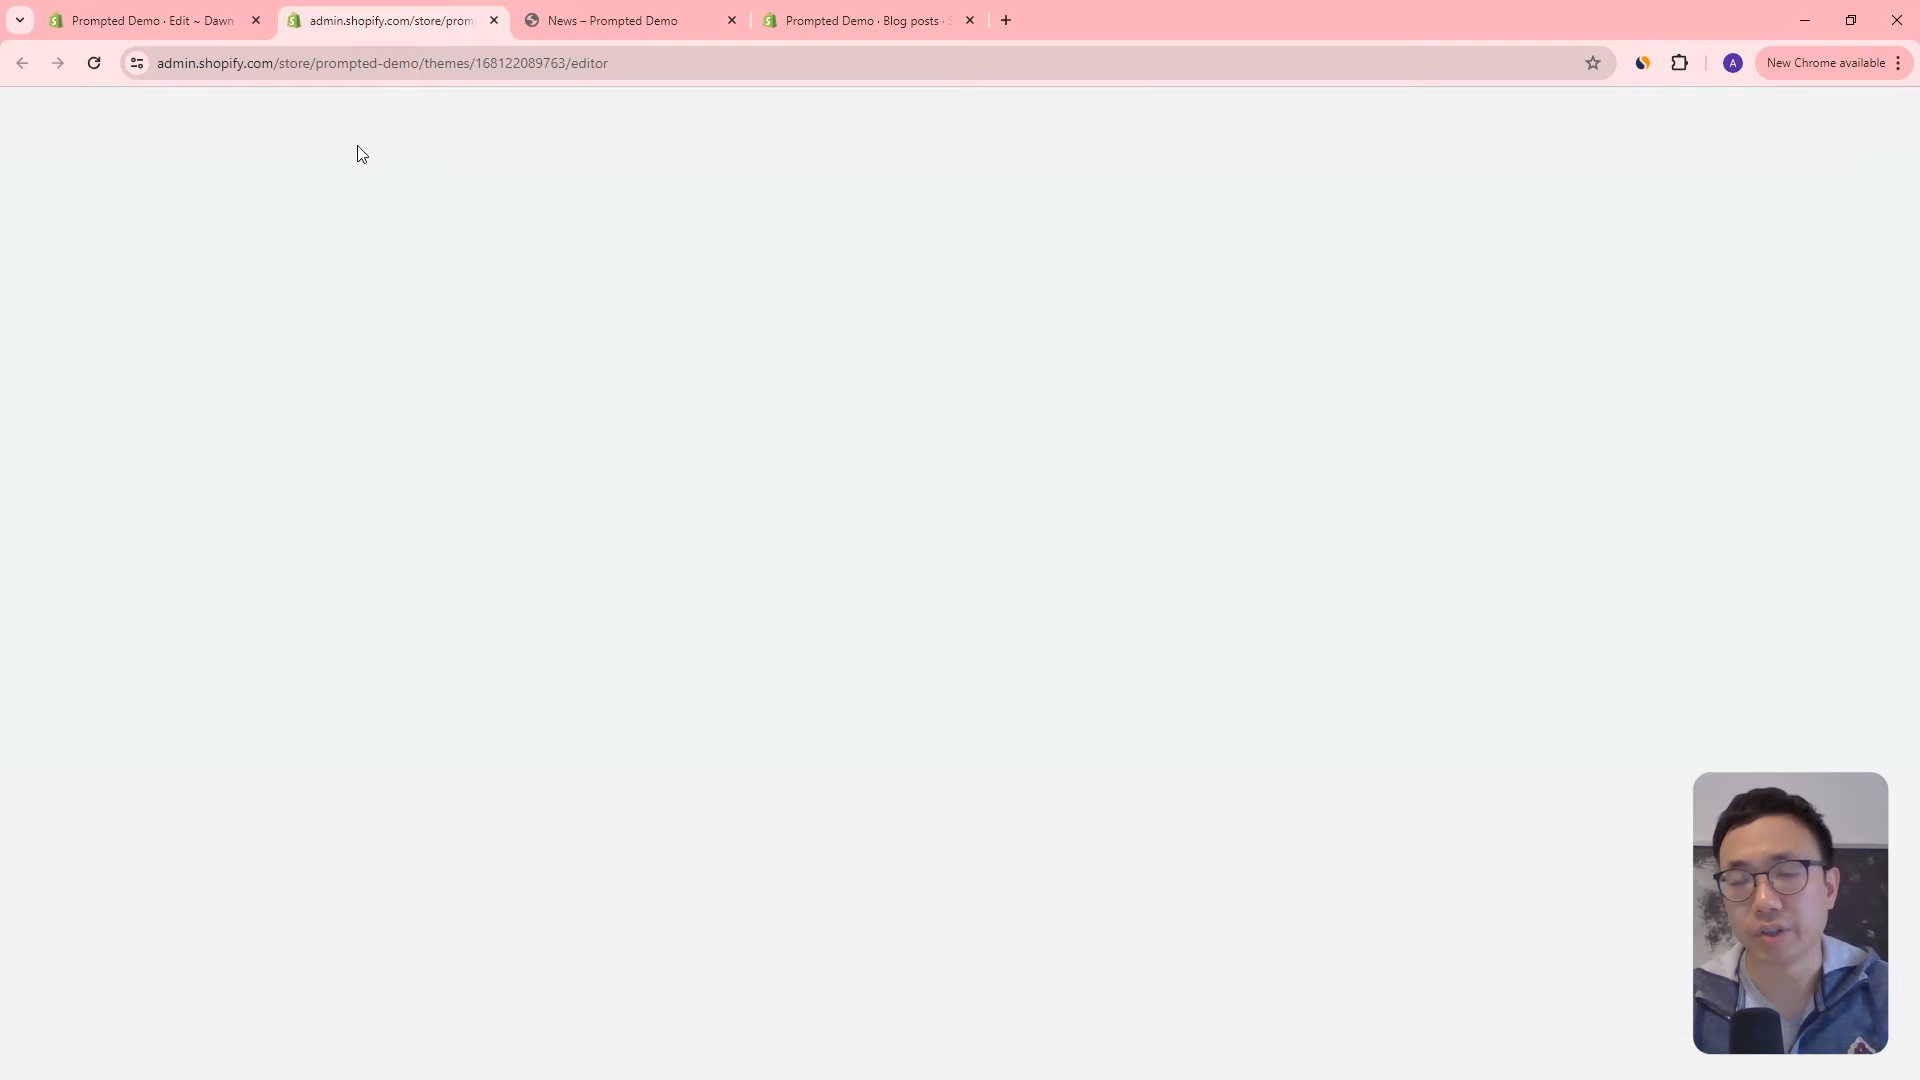 Prompted Demo · Edit ~ Dawn
admin.shopify.com/store/prom
News – Prompted Demo
Prompted Demo · Blog posts ·
admin.shopify.com/store/prompted-demo/themes/168122089763/editor
A
New Chrome available